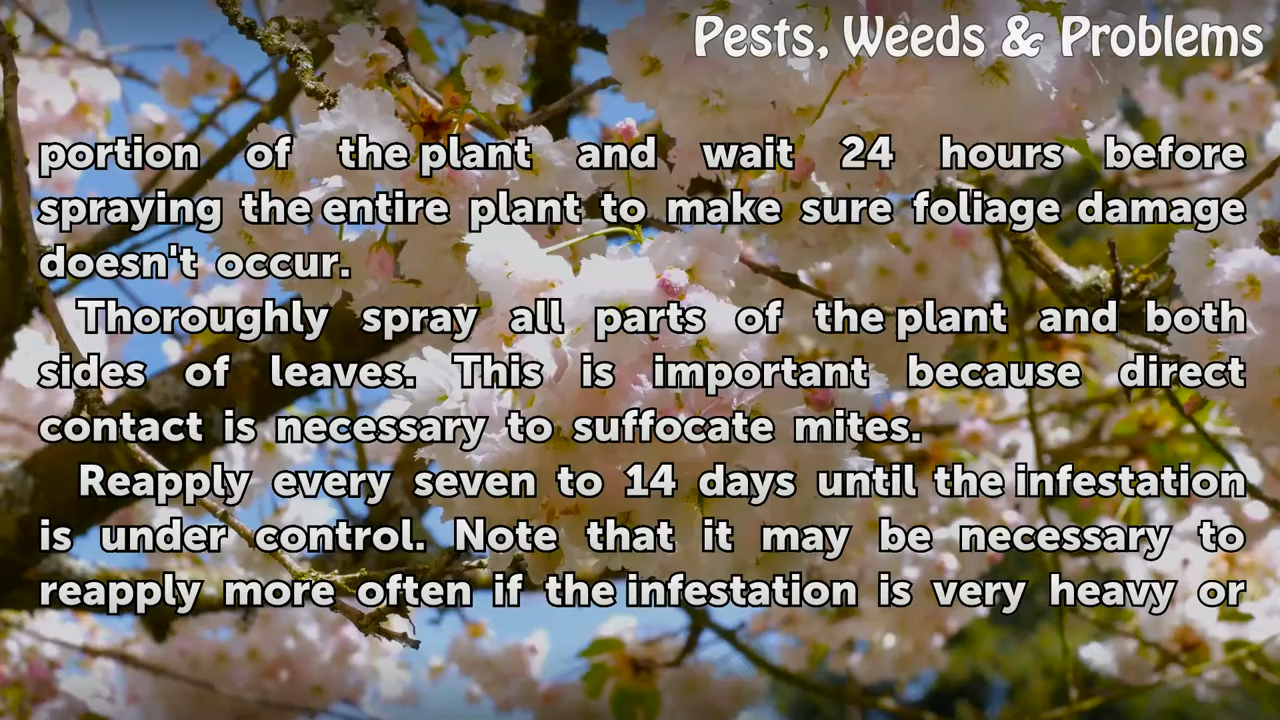 Pests, Weeds & Problems
portion of the plant and wait 24 hours before
spraying the entire plant to make sure foliage damage
doesn't occur.
Thoroughly spray all parts of the plant and both
sides of leaves. This is important because direct
contact is necessary to suffocate mites.
Reapply every seven to 14 days until the infestation
is under control. Note that it may be necessary to
reapply more often if the infestation is very heavy or